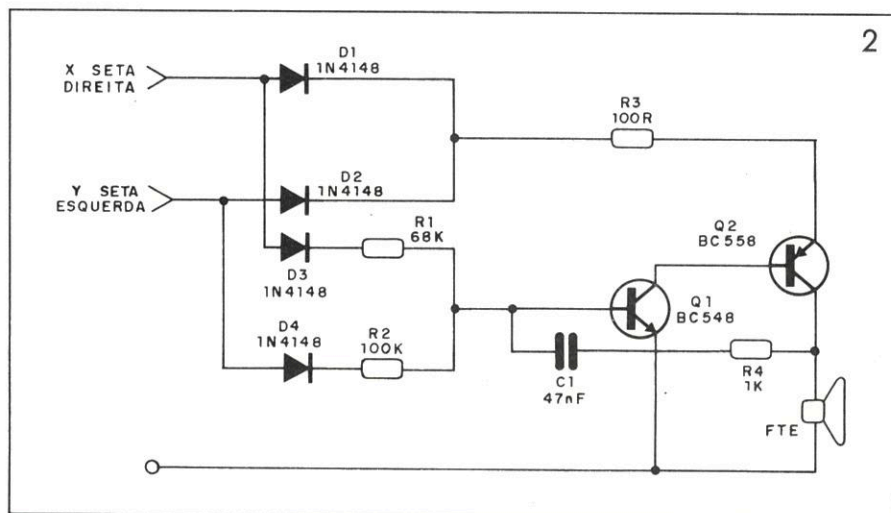 2
X SETA
DIREITA
D1
1N4148
R3
100R
Y SETA
ESQUERDA
D2
1N4148
R1
68K
Q2
BC558
D3
1N4148
Q1
BC548
D4
1N4148
R2
100K
C1
47nF
R4
1K
FTE